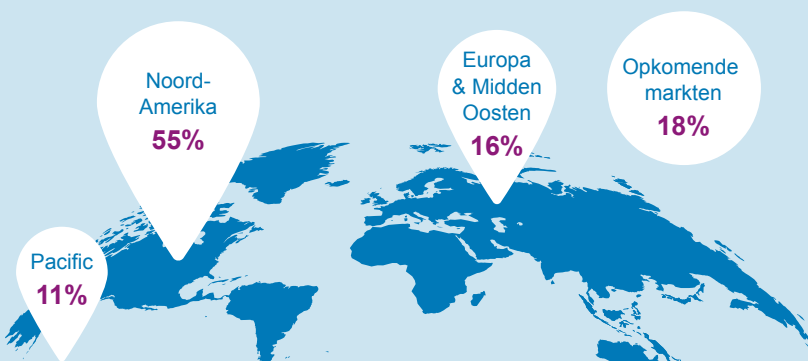 Noord-
Amerika
55%
Europa
& Midden
Oosten
16%
Opkomende
markten
18%
Pacific
11%